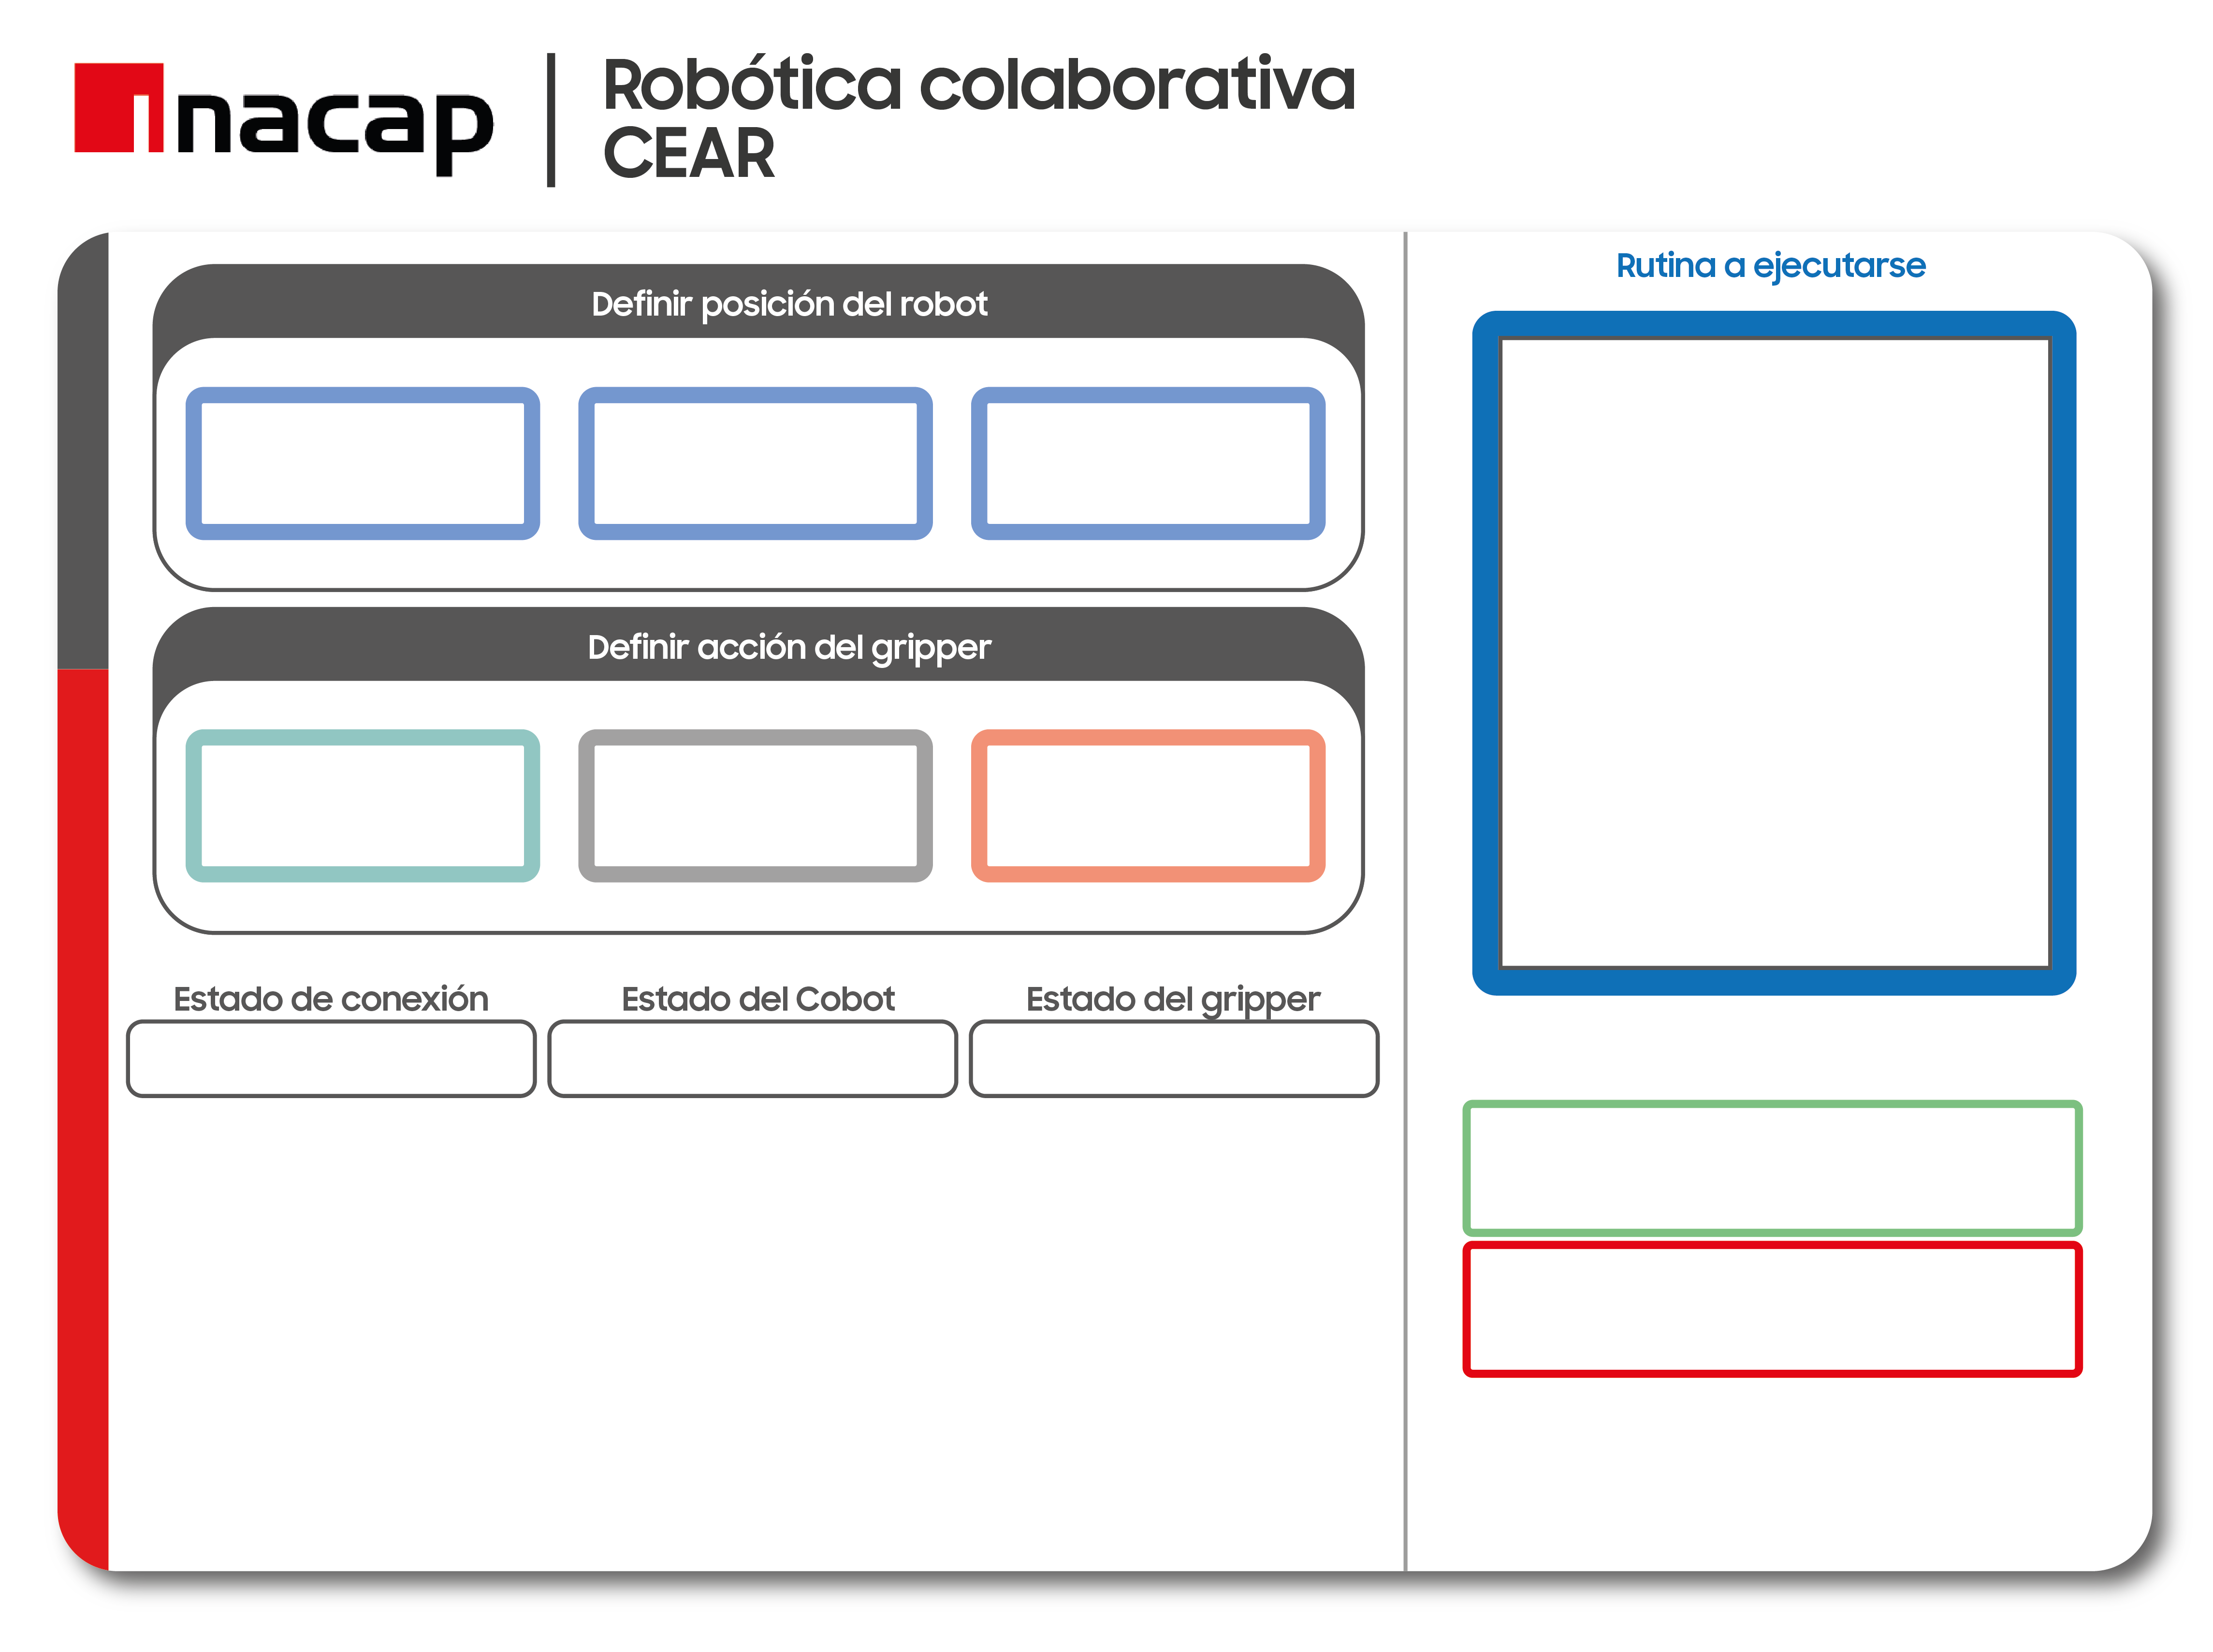 inacap
Robótica colaborativa
CEAR
Definir posición del robot
Definir acción del gripper
Estado de conexión
Estado del Cobot
Estado del gripper
Rutina a ejecutarse